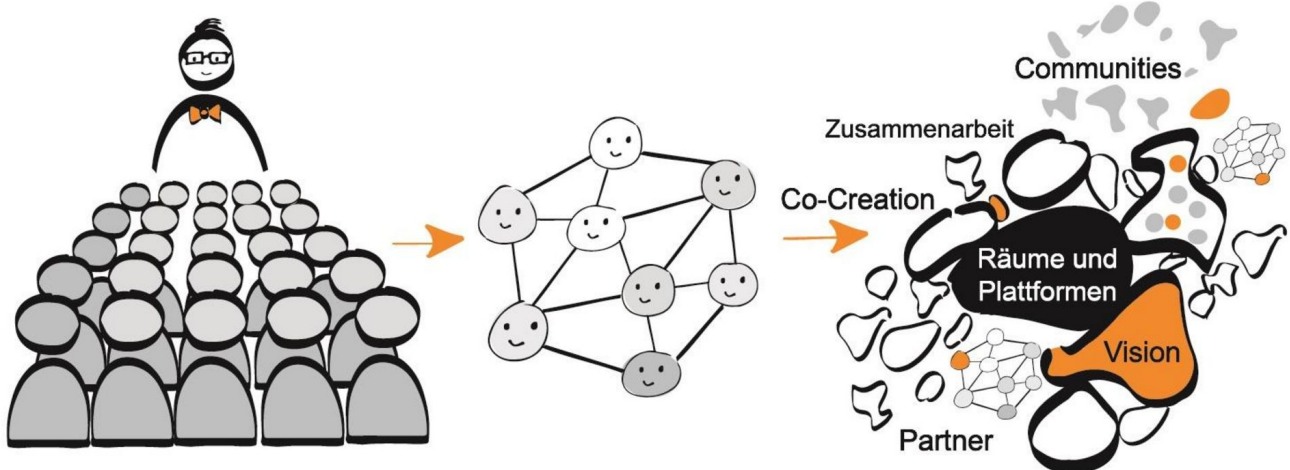 Communities
Zusammenarbeit
Co-Creation
Räume und
Plattformen
Vision
Partner